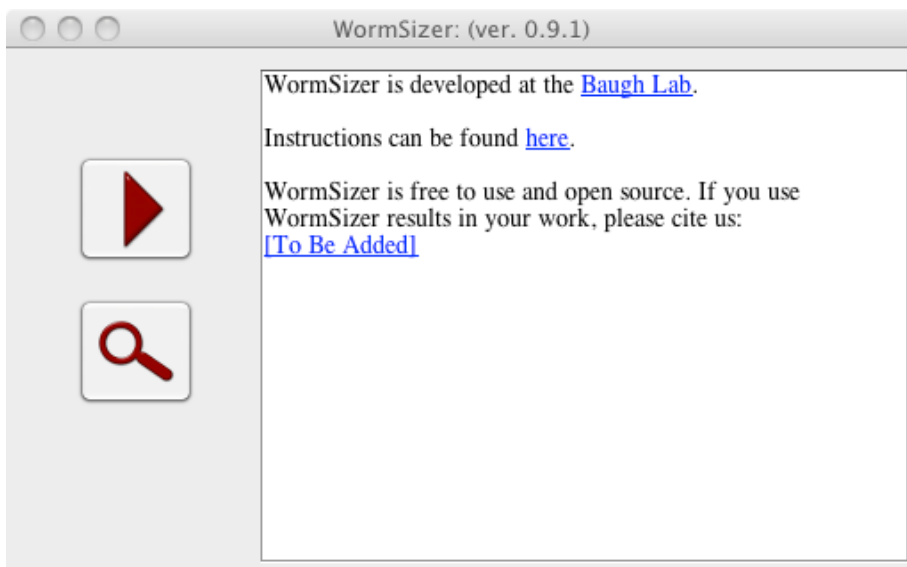 WormSizer: (ver. 0.9.1)
WormSizer is developed at the Baugh Lab.
Instructions can be found here.
WormSizer is free to use and open source. If you use
WormSizer results in your work, please cite us:
[To Be Added]